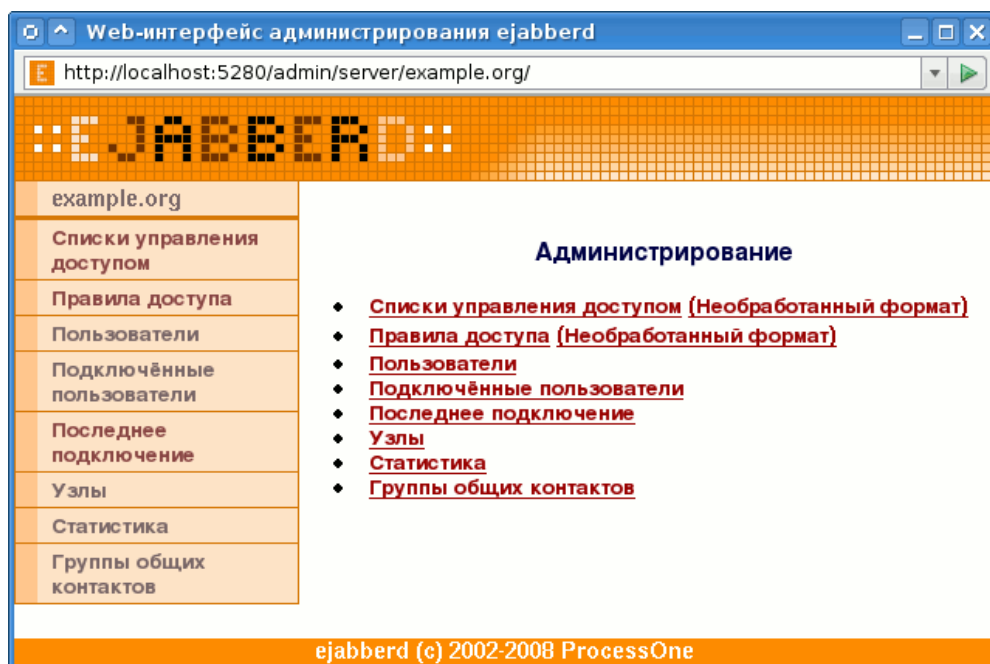 Web-интерфейс администрирования ejabberd
http://localhost:5280/admin/server/example.org/
::EJABBERD::
example.org
Списки управления
доступом
Правила доступа
Пользователи
Подключённые
пользователи
Последнее
подключение
Узлы
Статистика
Группы общих
контактов
Администрирование
Списки управления доступом (Необработанный формат)
Правила доступа (Необработанный формат)
Пользователи
Подключённые пользователи
Последнее подключение
Узлы
Статистика
Группы общих контактов
ejabberd (c) 2002-2008 ProcessOne